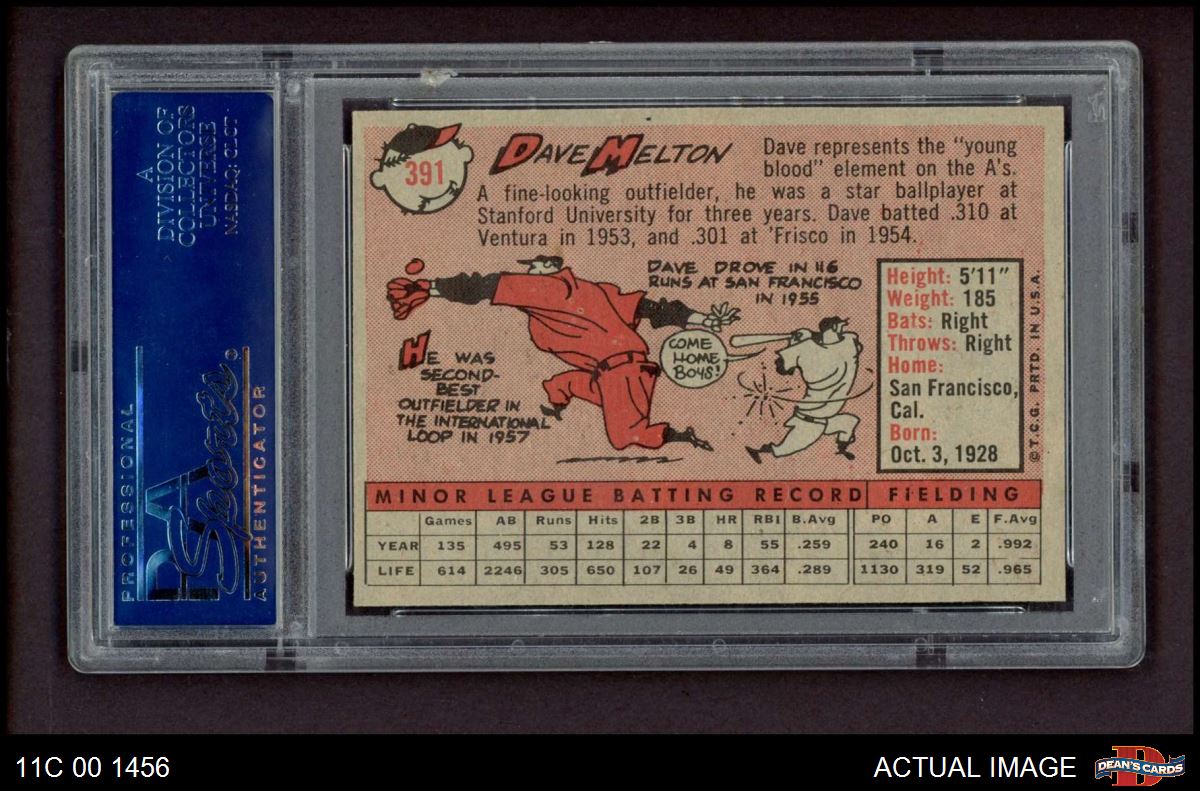 A
DIVISION OF
COLLECTORS
UNIVERSE
NASDAQ: CLCT
PROFESSIONAL
PSA
Sports
®
AUTHENTICATOR
391
DAVE MELTON
Dave represents the "young
blood" element on the A's.
A fine-looking outfielder, he was a star ballplayer at
Stanford University for three years. Dave batted .310 at
Ventura in 1953, and .301 at 'Frisco in 1954.
DAVE DROVE IN 116
RUNS AT SAN FRANCISCO
IN 1955
HE WAS
SECOND-
BEST
OUTFIELDER IN
THE INTERNATIONAL
LOOP IN 1957
COME
HOME
BOYS!
Height: 5'11"
Weight: 185
Bats: Right
Throws: Right
Home:
San Francisco,
Cal.
Born:
Oct. 3, 1928
© T.C.G. PRTD. IN U.S.A.
MINOR LEAGUE BATTING RECORD FIELDING
Games AB Runs Hits 2B 3B HR RBI B.Avg PO A E F.Avg
YEAR 135 495 53 128 22 4 8 55 .259 240 16 2 .992
LIFE 614 2246 305 650 107 26 49 364 .289 1130 319 52 .965
11C 00 1456
ACTUAL IMAGE
D
DEAN'S CARDS